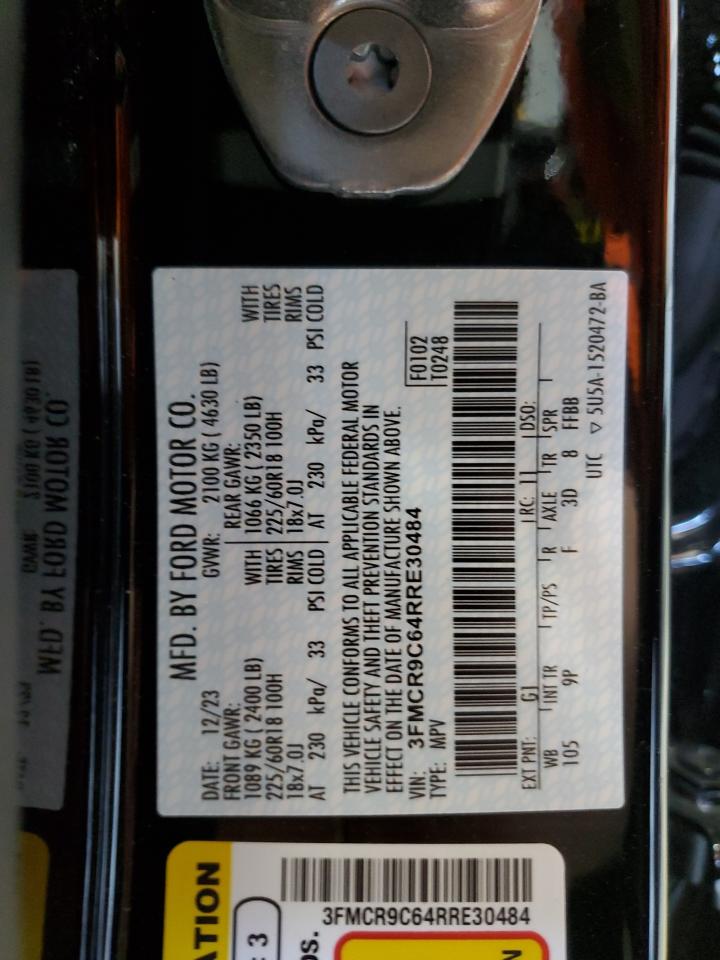 MFD. BY FORD MOTOR CO.
DATE: 12/23 GVWR: 2100 KG ( 4630 LB)
FRONT GAWR: REAR GAWR:
1089 KG ( 2400 LB) WITH 1066 KG ( 2350 LB) WITH
225/60R18 100H TIRES 225/60R18 100H TIRES
18x7.0J RIMS 18x7.0J RIMS
AT 230 kPa/ 33 PSI COLD AT 230 kPa/ 33 PSI COLD
THIS VEHICLE CONFORMS TO ALL APPLICABLE FEDERAL MOTOR
VEHICLE SAFETY AND THEFT PREVENTION STANDARDS IN
EFFECT ON THE DATE OF MANUFACTURE SHOWN ABOVE.
VIN: 3FMCR9C64RRE30484 F0102
TYPE: MPV T0248
EXT PNT: G1 RC: 11 DSO:
WB INT TR TP/PS R AXLE TR SPR
105 9P F 3D 8 FFBB
UTC ▽ 5U5A-1520472-BA
ATION
: 3
3FMCR9C64RRE30484
MFD. BY FORD MOTOR CO.